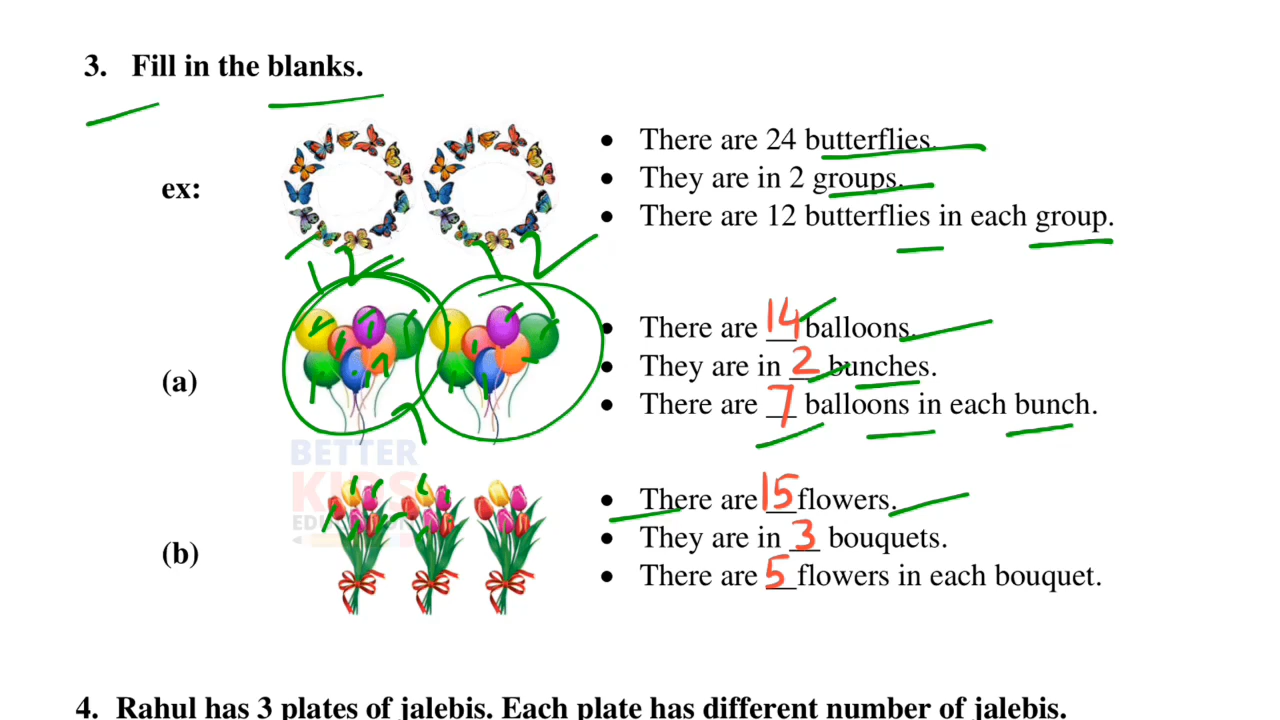 3. Fill in the blanks.
ex:
• There are 24 butterflies.
• They are in 2 groups.
• There are 12 butterflies in each group.
(a)
• There are 14 balloons.
• They are in 2 bunches.
• There are 7 balloons in each bunch.
BETTER
KIDS
(b)
• There are 15 flowers.
• They are in 3 bouquets.
• There are 5 flowers in each bouquet.
4. Rahul has 3 plates of jalebis. Each plate has different number of jalebis.